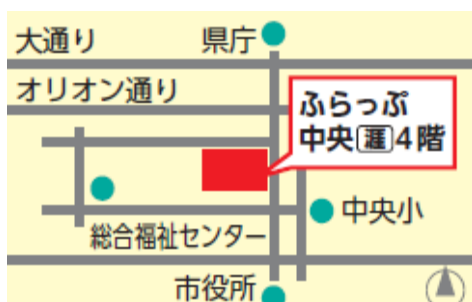 大通り
県庁
オリオン通り
ふらっぷ
中央涯4階
中央小
総合福祉センター
市役所